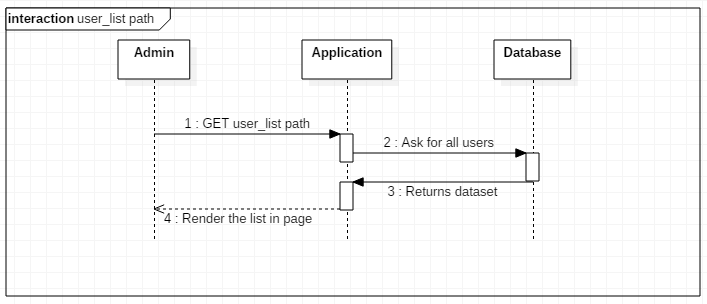 interaction user_list path
Admin
Application
Database
1 : GET user_list path
2 : Ask for all users
3 : Returns dataset
4 : Render the list in page